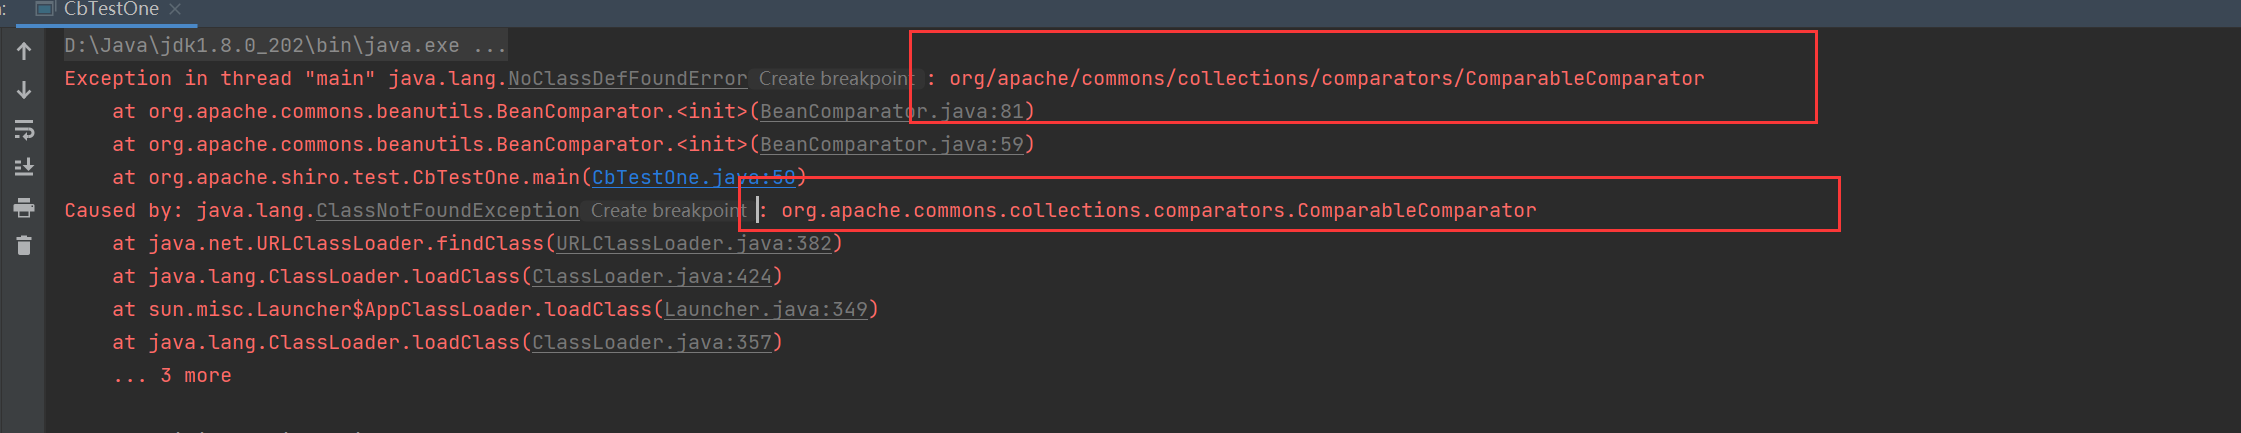 CbTestOne
D:\Java\jdk1.8.0_202\bin\java.exe ...
Exception in thread "main" java.lang.NoClassDefFoundError Create breakpoint : org/apache/commons/collections/comparators/ComparableComparator
at org.apache.commons.beanutils.BeanComparator.<init>(BeanComparator.java:81)
at org.apache.commons.beanutils.BeanComparator.<init>(BeanComparator.java:59)
at org.apache.shiro.test.CbTestOne.main(CbTestOne.java:50)
Caused by: java.lang.ClassNotFoundException Create breakpoint : org.apache.commons.collections.comparators.ComparableComparator
at java.net.URLClassLoader.findClass(URLClassLoader.java:382)
at java.lang.ClassLoader.loadClass(ClassLoader.java:424)
at sun.misc.Launcher$AppClassLoader.loadClass(Launcher.java:349)
at java.lang.ClassLoader.loadClass(ClassLoader.java:357)
... 3 more